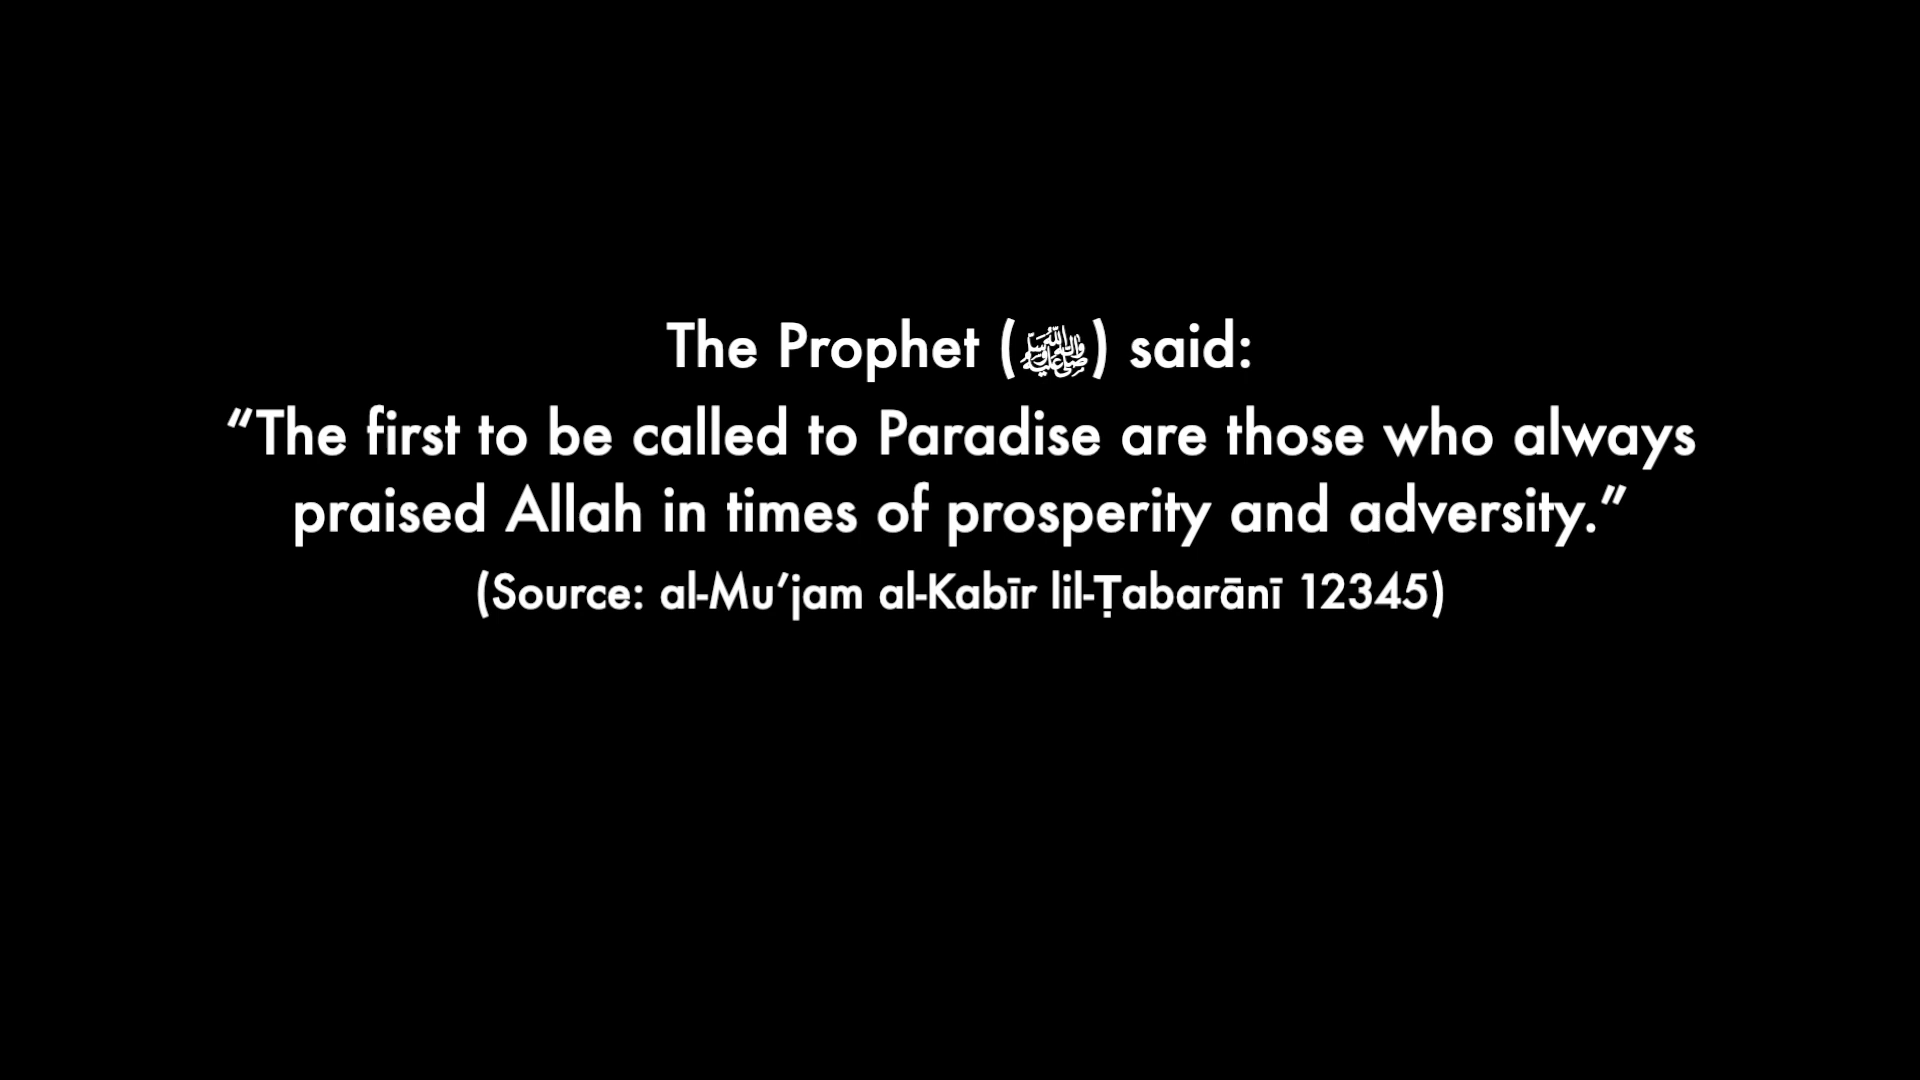 The Prophet (ﷺ) said:
“The first to be called to Paradise are those who always
praised Allah in times of prosperity and adversity.”
(Source: al-Mu’jam al-Kabīr lil-Ṭabarānī 12345)